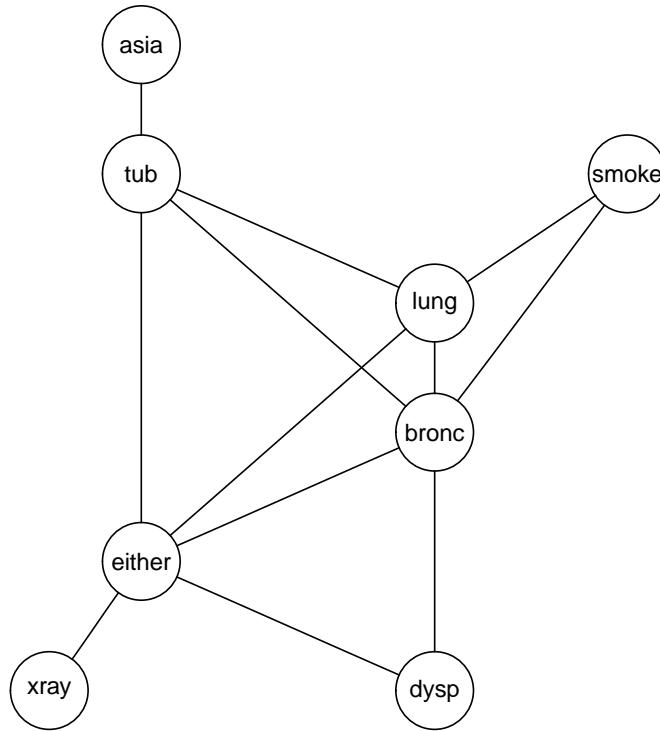 asia
tub
smoke
lung
bronc
either
xray
dysp